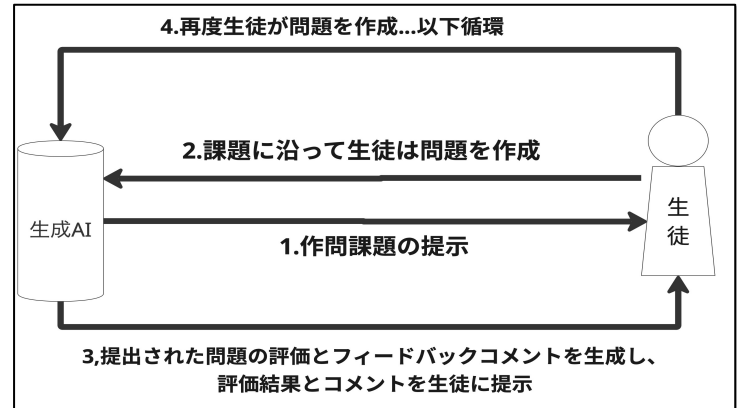 4.再度生徒が問題を作成...以下循環
2.課題に沿って生徒は問題を作成
生成AI
生
徒
1.作問課題の提示
3,提出された問題の評価とフィードバックコメントを生成し、
評価結果とコメントを生徒に提示